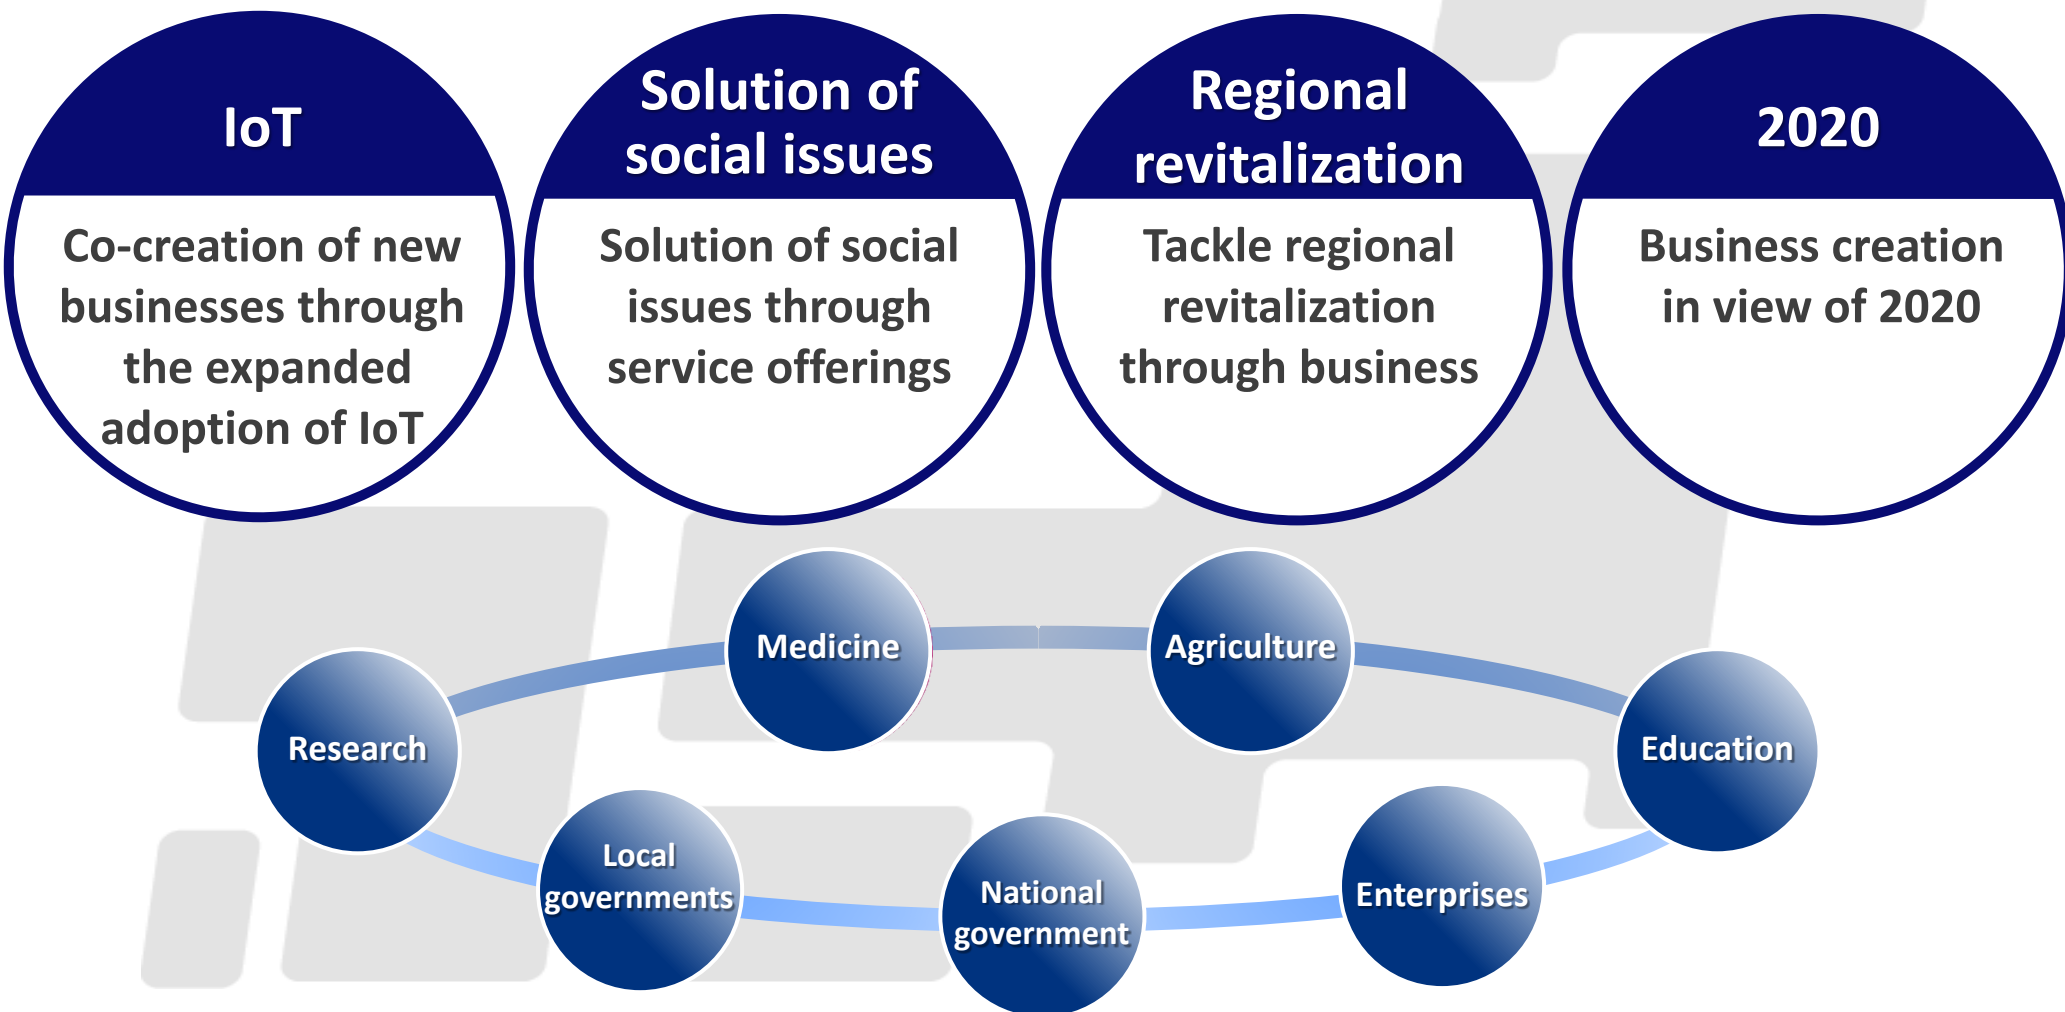 IoT
Co-creation of new
businesses through
the expanded
adoption of IoT
Solution of
social issues
Solution of social
issues through
service offerings
Regional
revitalization
Tackle regional
revitalization
through business
2020
Business creation
in view of 2020
Medicine
Agriculture
Research
Education
Local
governments
National
government
Enterprises